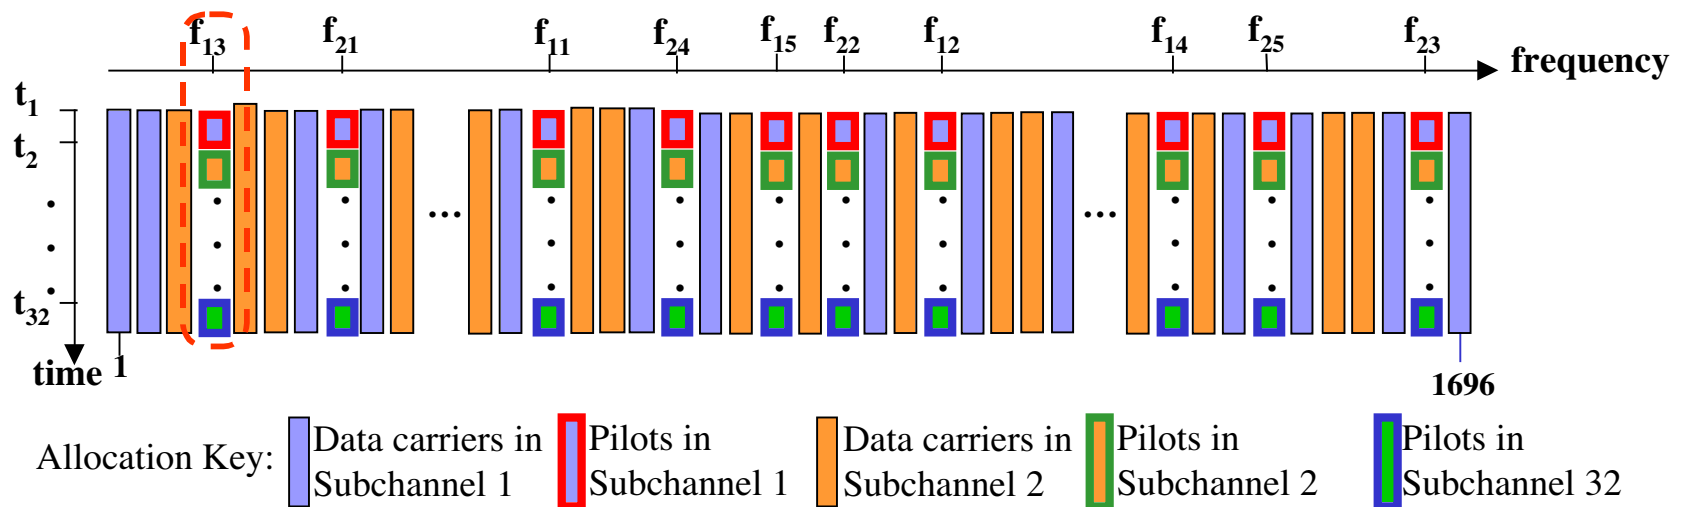 f13 f21 f11 f24 f15 f22 f12 f14 f25 f23
frequency
t1
t2
t32
time 1
1696
...
...
Allocation Key:
Data carriers in
Subchannel 1
Pilots in
Subchannel 1
Data carriers in
Subchannel 2
Pilots in
Subchannel 2
Pilots in
Subchannel 32